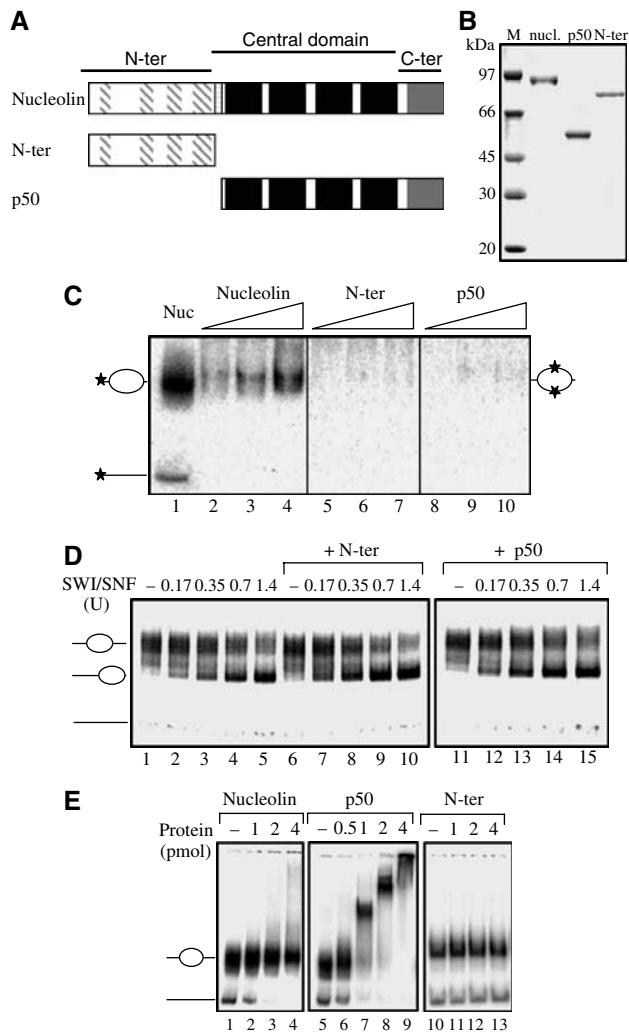 A
Central domain
N-ter
C-ter
Nucleolin
N-ter
p50
B
kDa
M nucl. p50 N-ter
97
66
45
30
20
C
Nuc
Nucleolin
N-ter
p50
1 2 3 4 5 6 7 8 9 10
D
+ N-ter
+ p50
SWI/SNF
(U)
– 0.17 0.35 0.7 1.4 – 0.17 0.35 0.7 1.4 – 0.17 0.35 0.7 1.4
1 2 3 4 5 6 7 8 9 10 11 12 13 14 15
E
Nucleolin
p50
N-ter
Protein
(pmol)
– 1 2 4 – 0.5 1 2 4 – 1 2 4
1 2 3 4 5 6 7 8 9 10 11 12 13